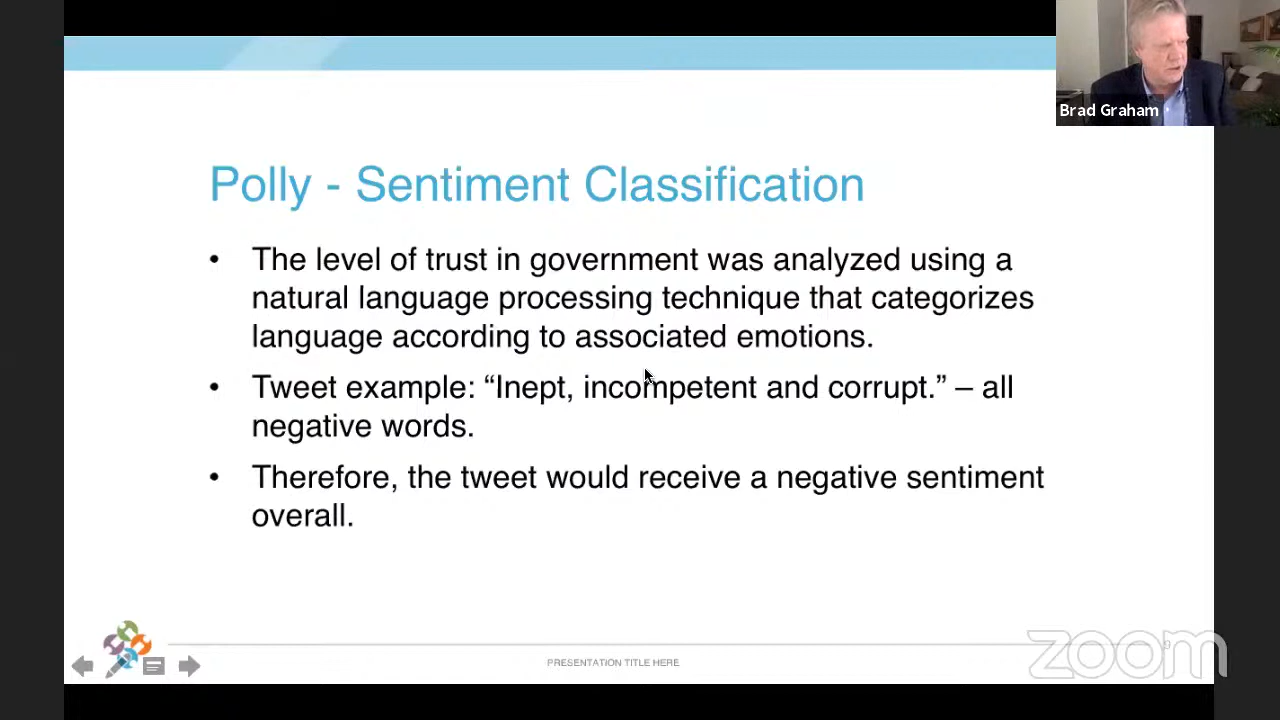 Brad Graham
Polly - Sentiment Classification
• The level of trust in government was analyzed using a
natural language processing technique that categorizes
language according to associated emotions.
• Tweet example: “Inept, incompetent and corrupt.” – all
negative words.
• Therefore, the tweet would receive a negative sentiment
overall.
PRESENTATION TITLE HERE
zoom